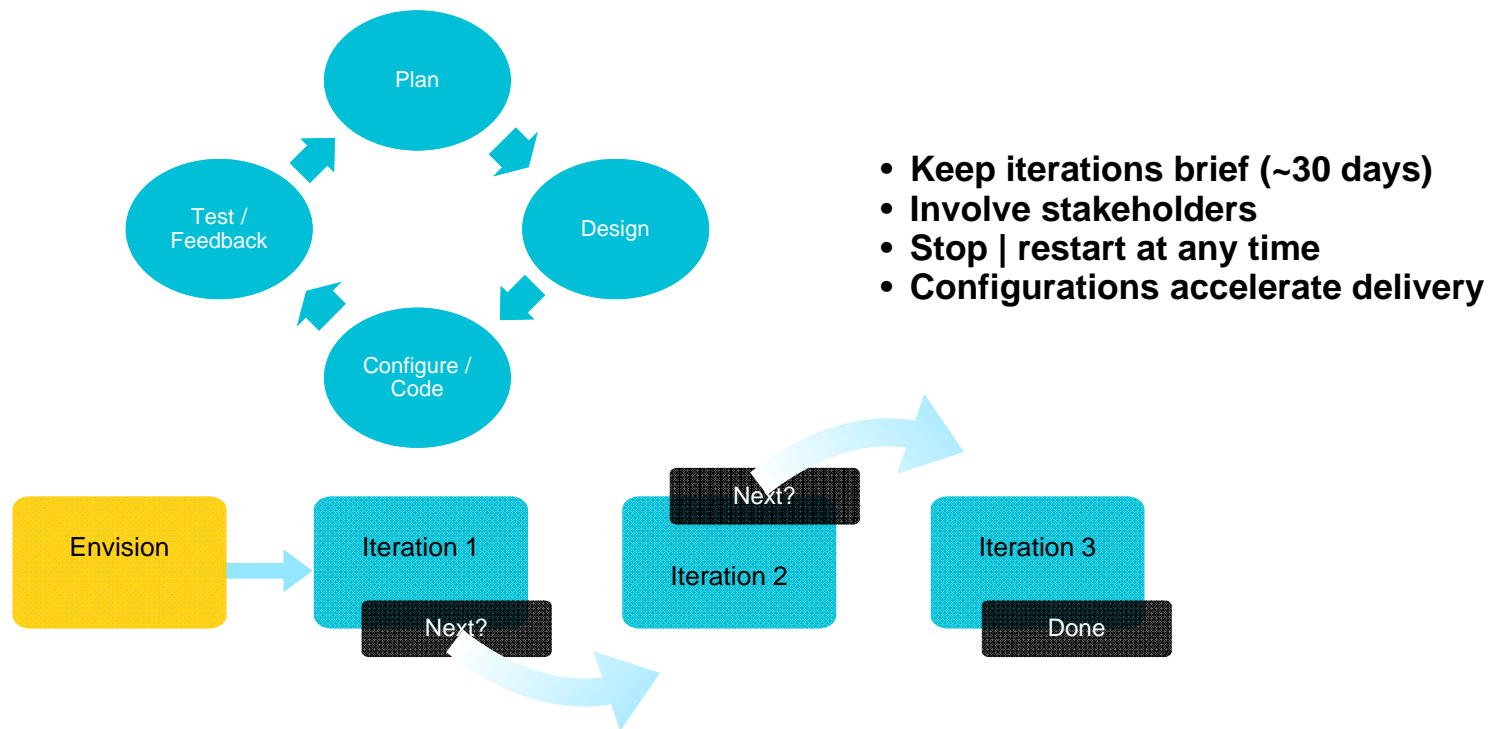 Plan
Test /
Feedback
Design
Configure /
Code
• Keep iterations brief (~30 days)
• Involve stakeholders
• Stop | restart at any time
• Configurations accelerate delivery
Envision
Iteration 1
Next?
Next?
Iteration 2
Iteration 3
Done